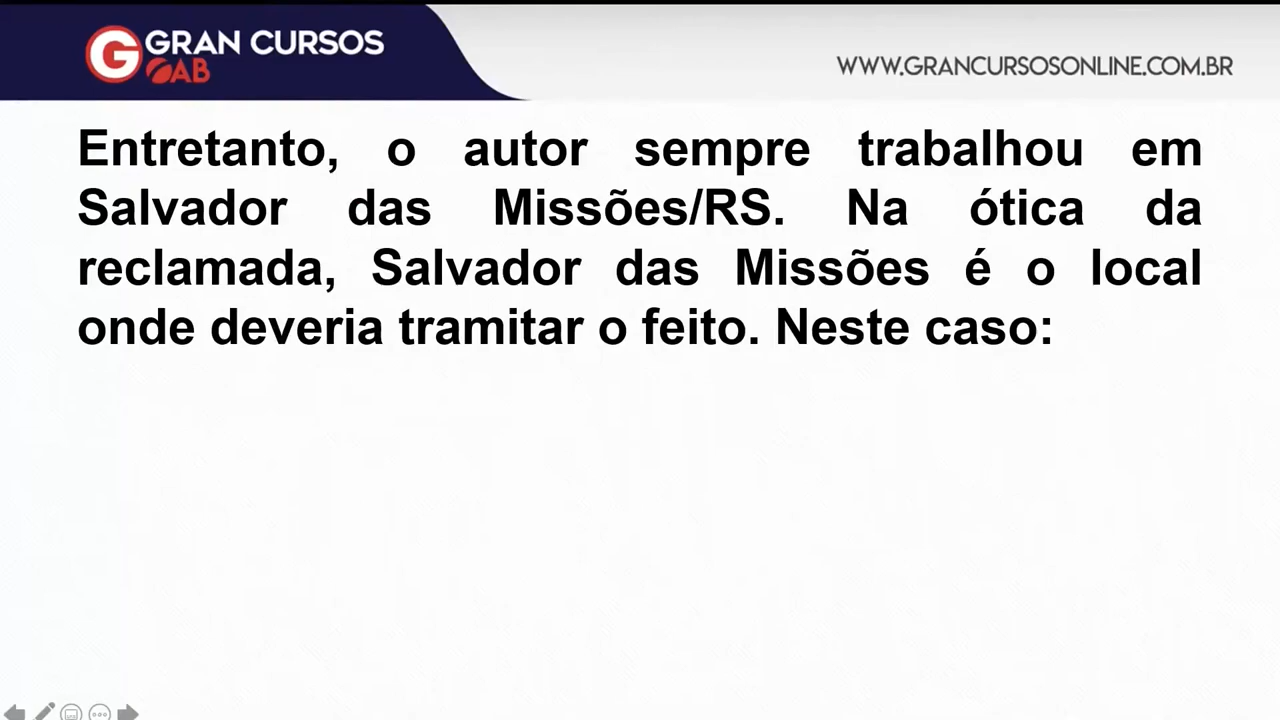 GRAN CURSOS
OAB
WWW.GRANCURSOSONLINE.COM.BR
Entretanto, o autor sempre trabalhou em
Salvador das Missões/RS. Na ótica da
reclamada, Salvador das Missões é o local
onde deveria tramitar o feito. Neste caso: